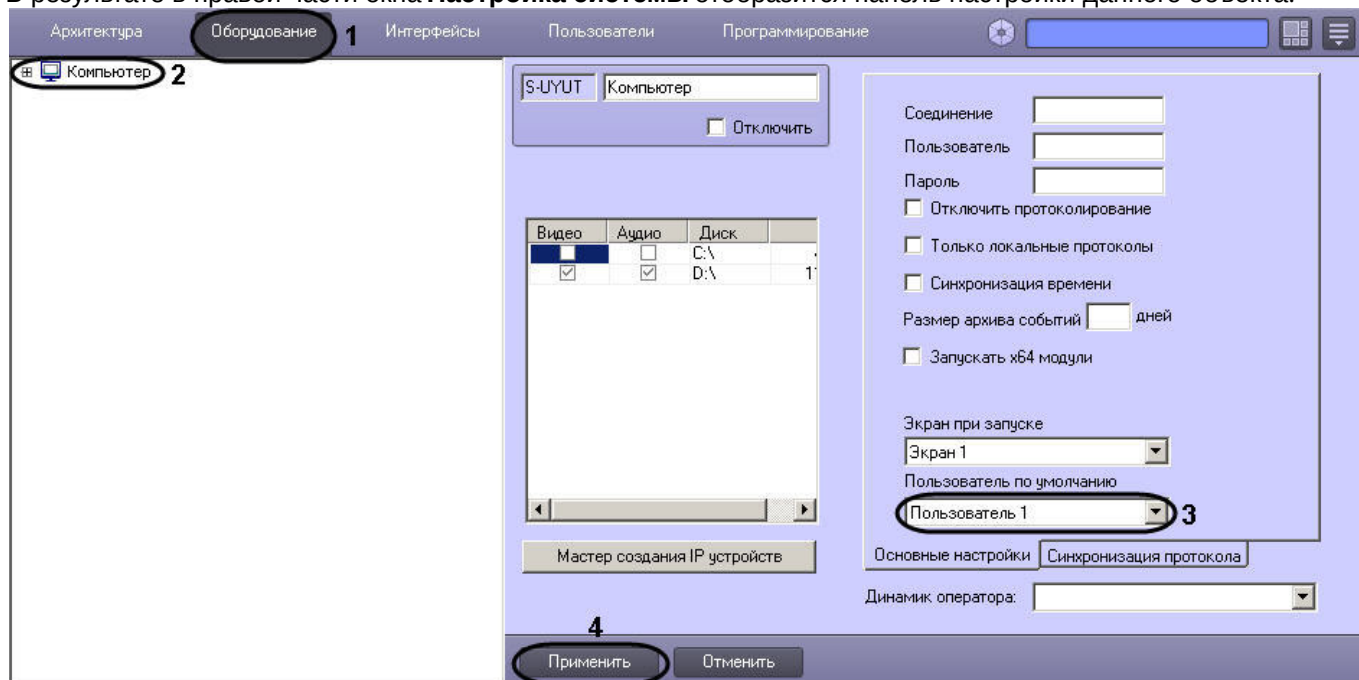 В результате в правой части окна Настройка системы отобразится панель настройки данного объекта.
Архитектура Оборудование 1 Интерфейсы Пользователи Программирование
Компьютер 2
S-UYUT Компьютер
Отключить
Соединение
Пользователь
Пароль
Отключить протоколирование
Только локальные протоколы
Синхронизация времени
Размер архива событий дней
Запускать x64 модули
Видео Аудио Диск
C:\
D:\ 11
Экран при запуске
Экран 1
Пользователь по умолчанию
Пользователь 1 3
Мастер создания IP устройств
Основные настройки Синхронизация протокола
Динамик оператора:
4
Применить Отменить